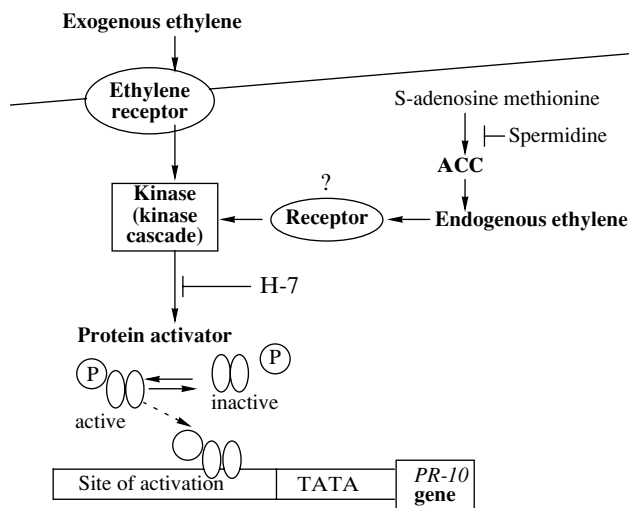 Exogenous ethylene
Ethylene
receptor
S-adenosine methionine
Spermidine
ACC
?
Kinase
(kinase
cascade)
Receptor
Endogenous ethylene
H-7
Protein activator
P
P
active
inactive
Site of activation
TATA
PR-10
gene